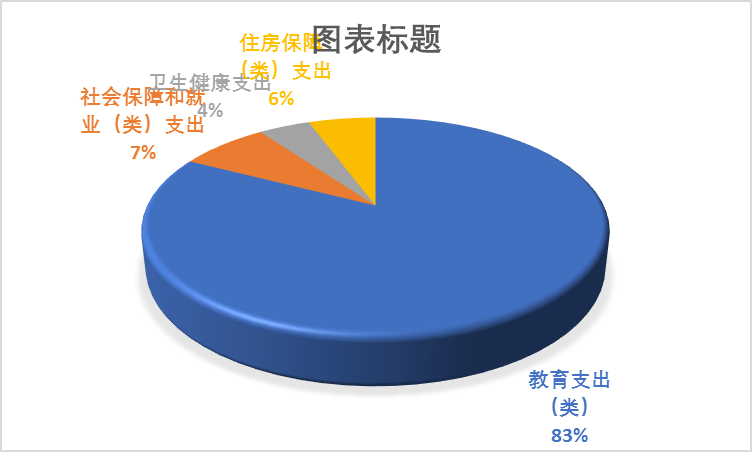 图表标题
住房保障
（类）支出
6%
卫生健康支出
4%
社会保障和就
业（类）支出
7%
教育支出
（类）
83%